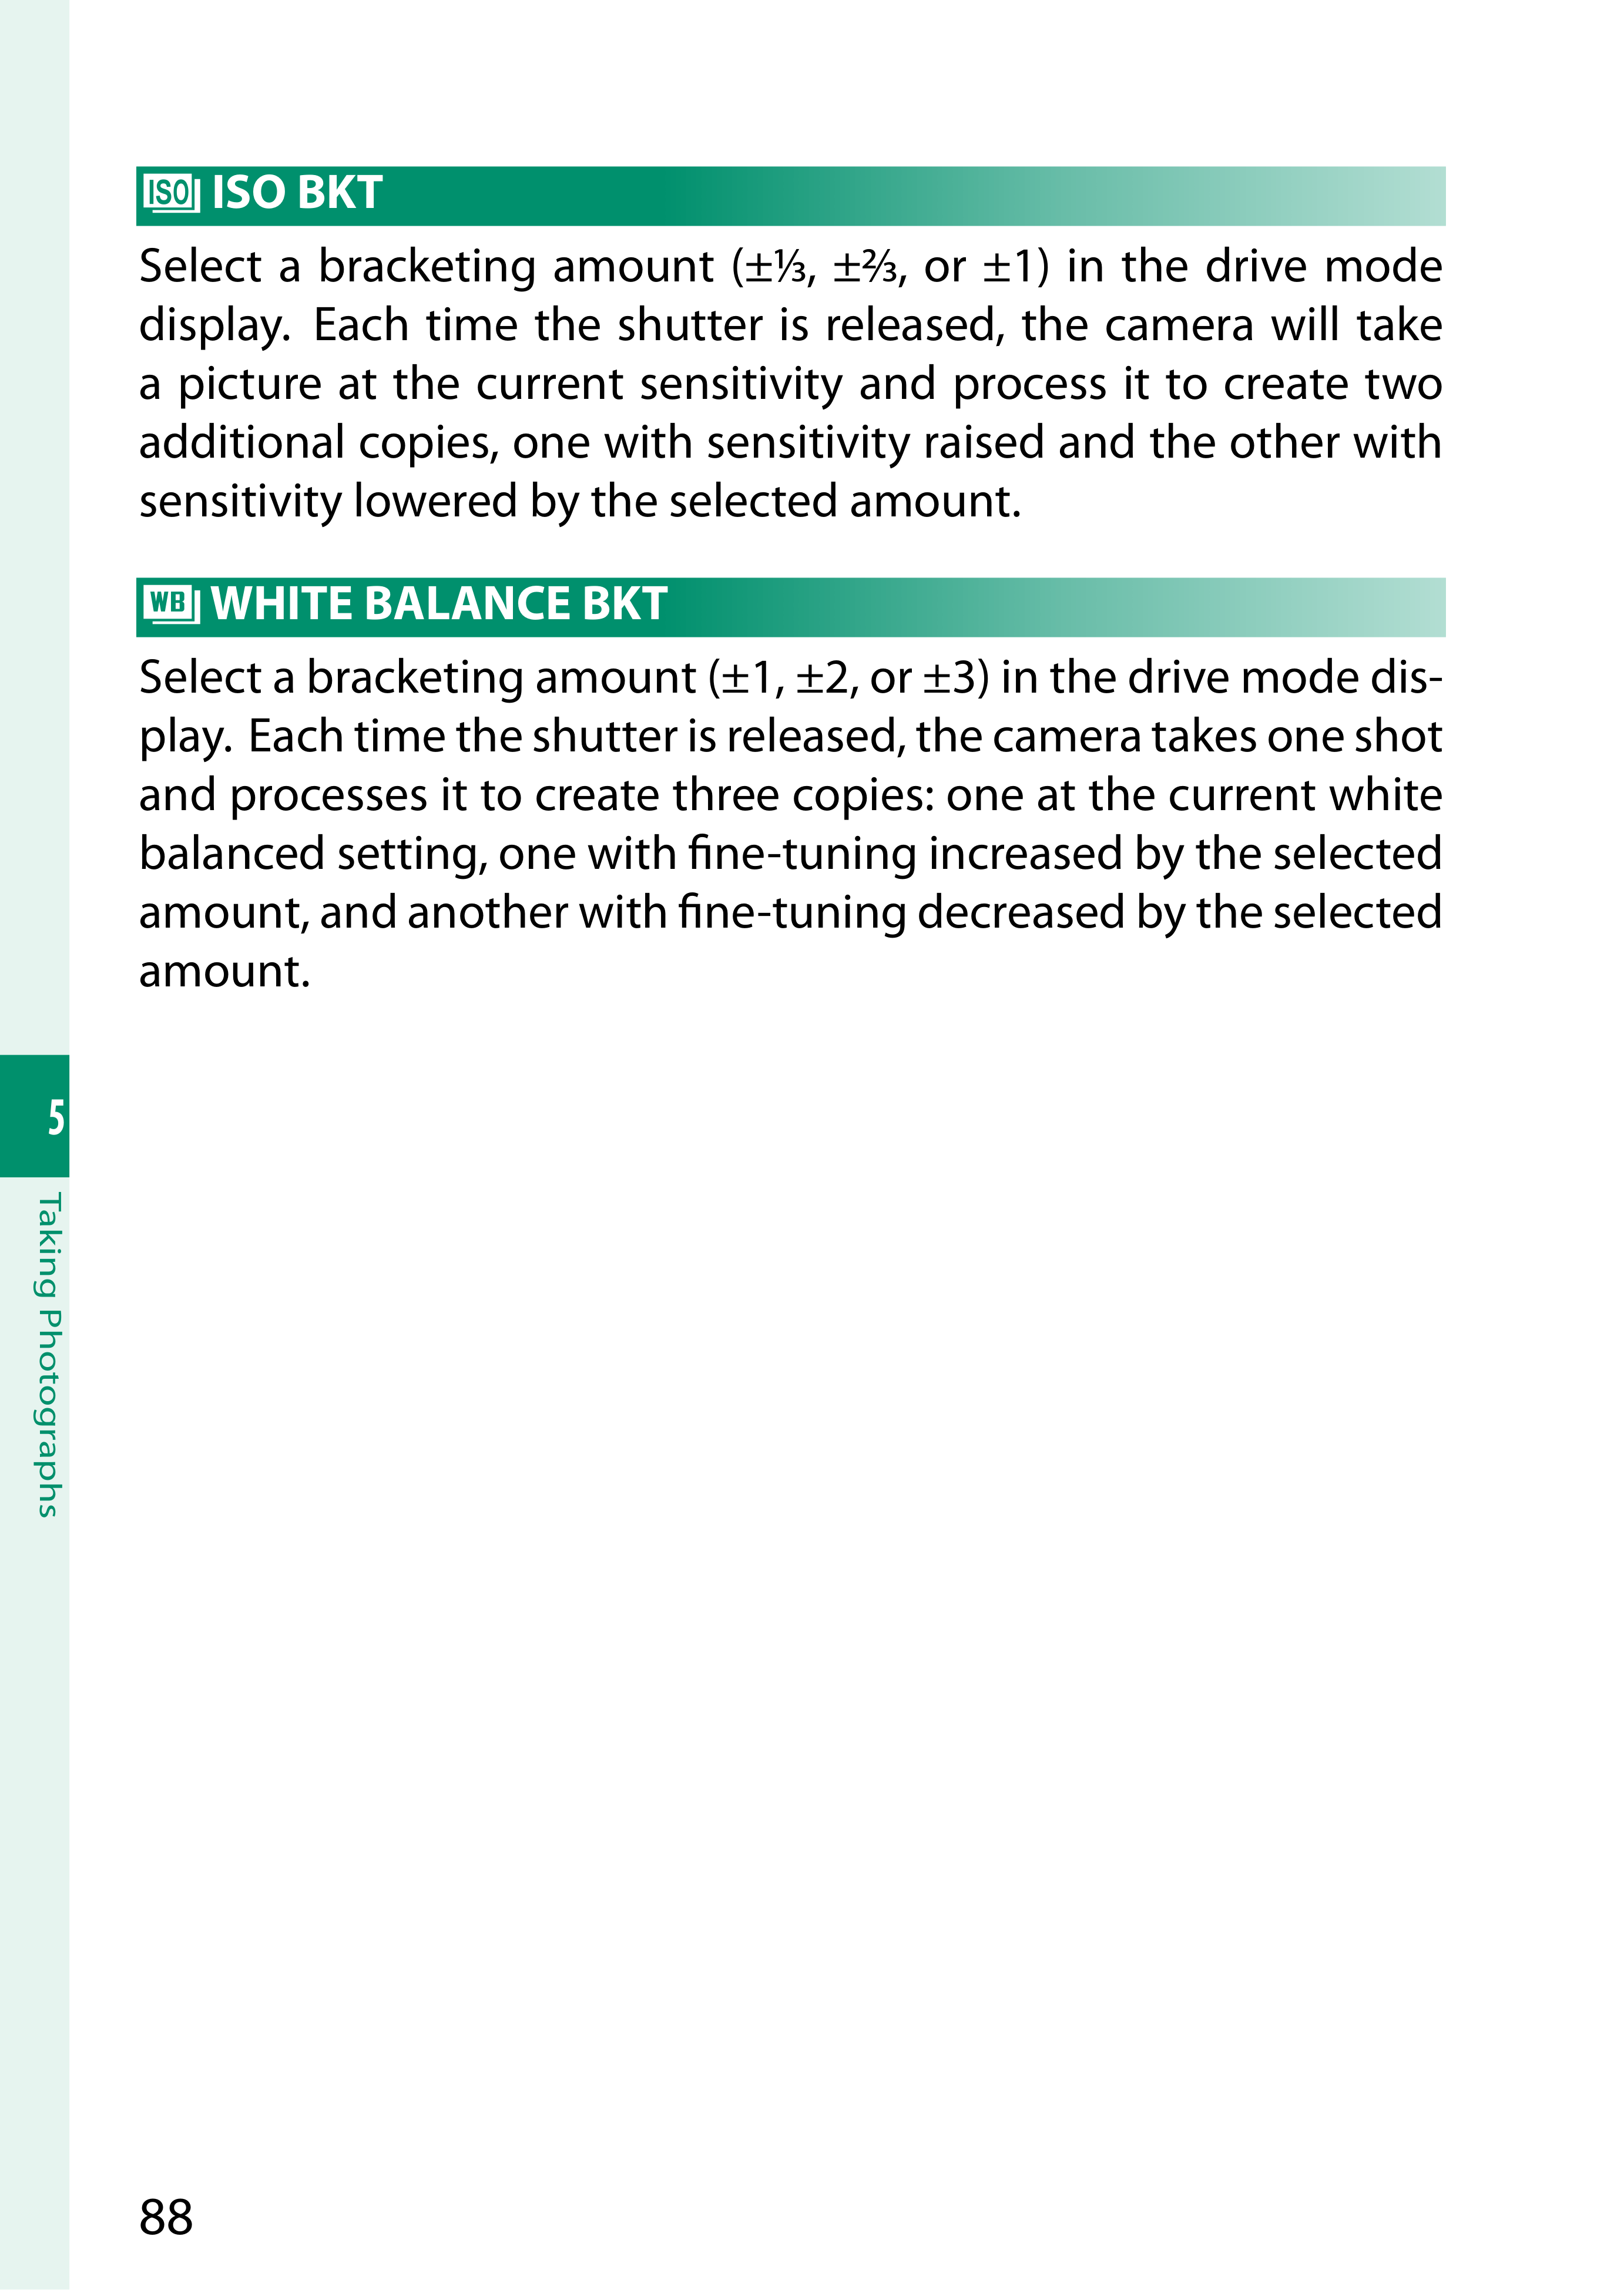 ISO ISO BKT
Select a bracketing amount (±⅓, ±⅔, or ±1) in the drive mode
display. Each time the shutter is released, the camera will take
a picture at the current sensitivity and process it to create two
additional copies, one with sensitivity raised and the other with
sensitivity lowered by the selected amount.
WB WHITE BALANCE BKT
Select a bracketing amount (±1, ±2, or ±3) in the drive mode dis-
play. Each time the shutter is released, the camera takes one shot
and processes it to create three copies: one at the current white
balanced setting, one with fine-tuning increased by the selected
amount, and another with fine-tuning decreased by the selected
amount.
5
Taking Photographs
88